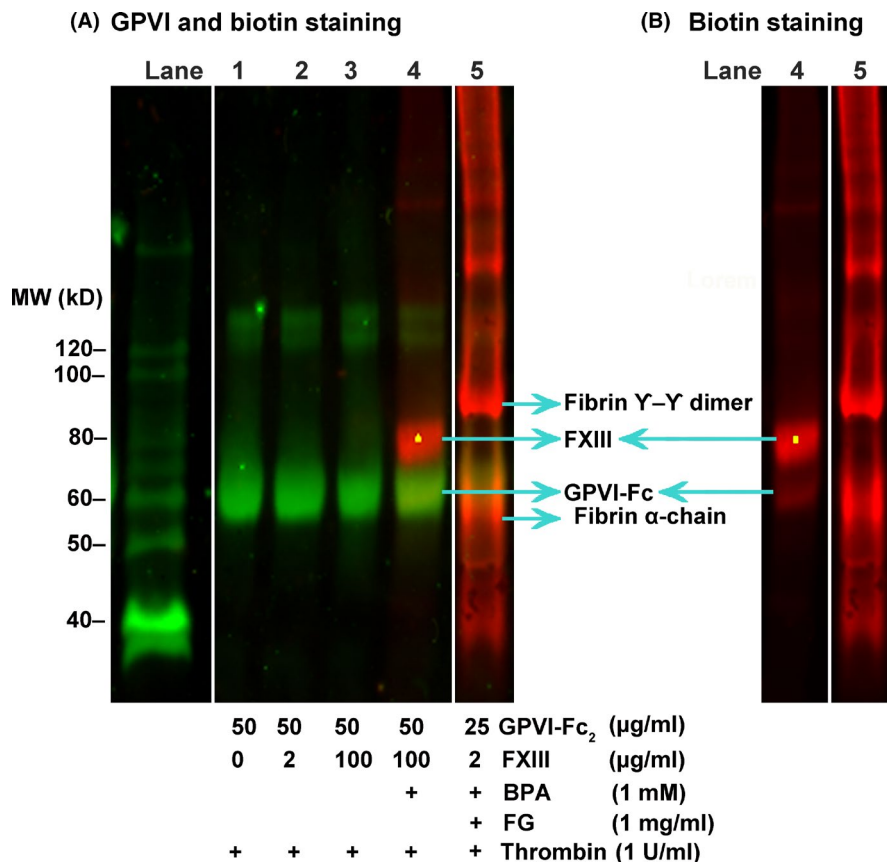 (A) GPVI and biotin staining
(B) Biotin staining
Lane 1 2 3 4 5
Lane 4 5
MW (kD)
120–
100–
80–
60–
50–
40–
Fibrin ϒ–ϒ dimer
FXIII
GPVI-Fc
Fibrin α-chain
50 50 50 50 25 GPVI-Fc₂ (µg/ml)
0 2 100 100 2 FXIII (µg/ml)
+ + BPA (1 mM)
+ FG (1 mg/ml)
+ + + + + Thrombin (1 U/ml)